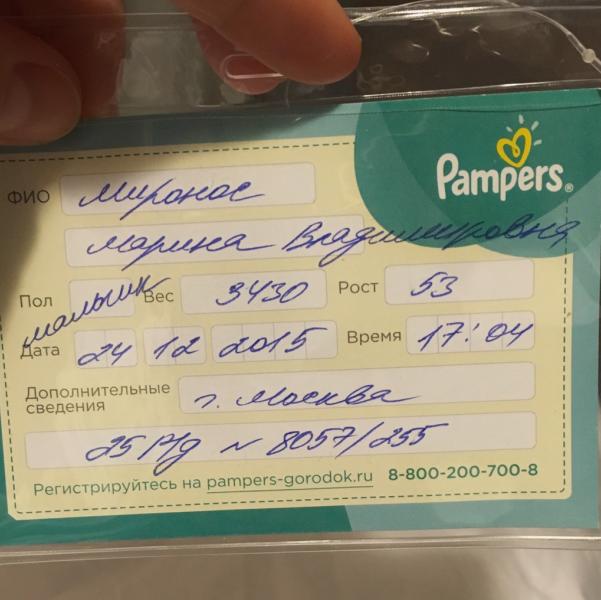 Pampers®
ФИО Миронос
Марина Владимировна
Пол мальчик Вес 3430 Рост 53
Дата 24 12 2015 Время 17:04
Дополнительные сведения г. Москва
25 Р/д N 8057/255
Регистрируйтесь на pampers-gorodok.ru 8-800-200-700-8